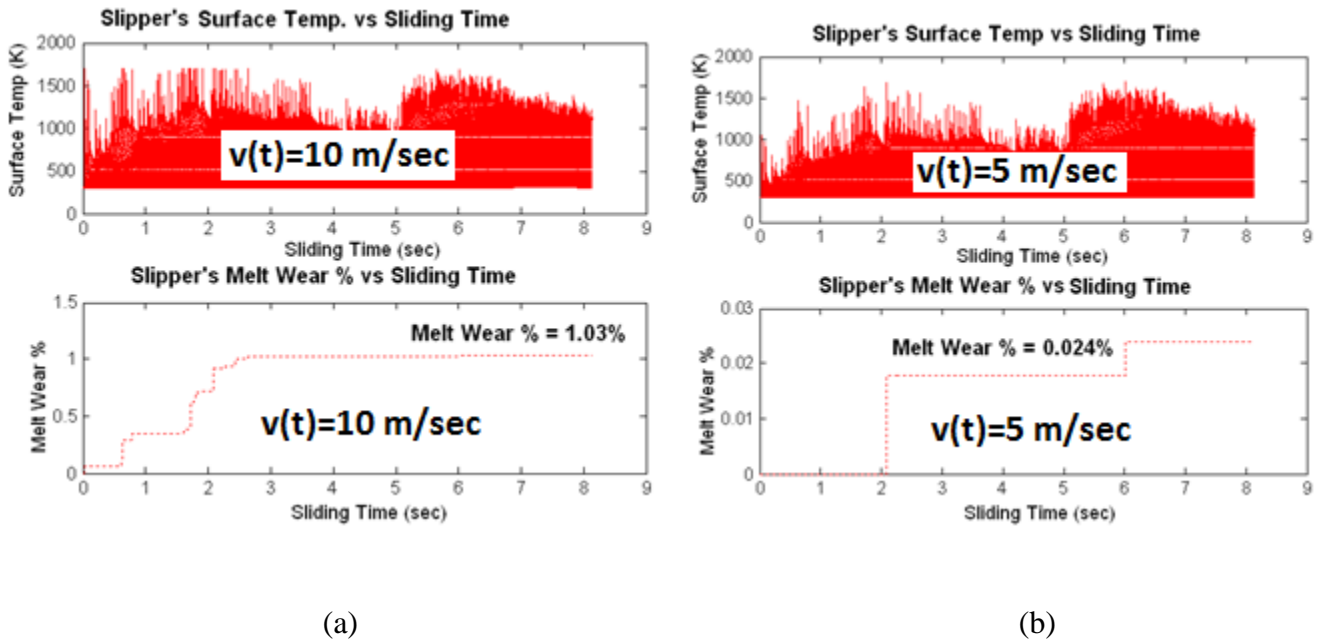 Slipper's Surface Temp. vs Sliding Time
2000
1500
1000
500
0
Surface Temp (K)
v(t)=10 m/sec
0 1 2 3 4 5 6 7 8 9
Sliding Time (sec)
Slipper's Melt Wear % vs Sliding Time
1.5
1
0.5
0
Melt Wear %
Melt Wear % = 1.03%
v(t)=10 m/sec
0 1 2 3 4 5 6 7 8 9
Sliding Time (sec)
(a)
Slipper's Surface Temp vs Sliding Time
2000
1500
1000
500
0
Surface Temp (K)
v(t)=5 m/sec
0 1 2 3 4 5 6 7 8 9
Sliding Time (sec)
Slipper's Melt Wear % vs Sliding Time
0.03
0.02
0.01
0
Melt Wear %
Melt Wear % = 0.024%
v(t)=5 m/sec
0 1 2 3 4 5 6 7 8 9
Sliding Time (sec)
(b)